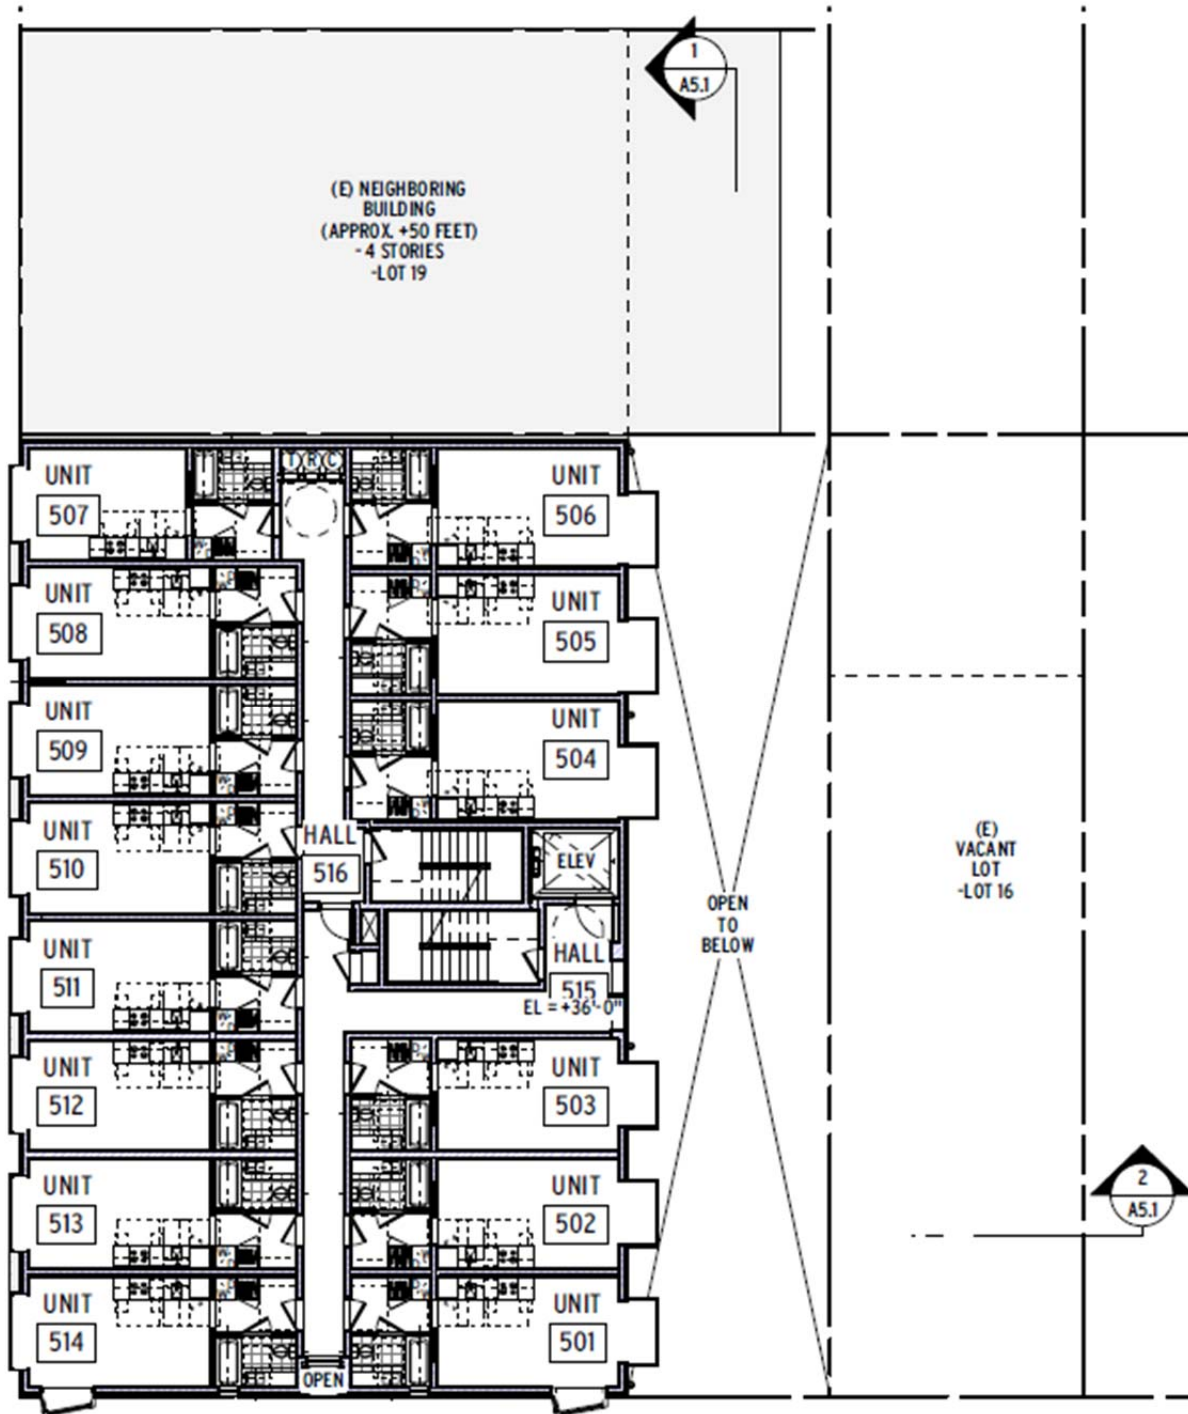 1
A5.1
(E) NEIGHBORING
BUILDING
(APPROX. +50 FEET)
- 4 STORIES
-LOT 19
T R C
UNIT
507
UNIT
506
UNIT
508
UNIT
505
UNIT
509
UNIT
504
UNIT
510
HALL
516
ELEV
(E)
VACANT
LOT
-LOT 16
OPEN
TO
BELOW
UNIT
511
HALL
515
EL = +36'-0"
UNIT
512
UNIT
503
UNIT
513
UNIT
502
2
A5.1
UNIT
514
UNIT
501
OPEN